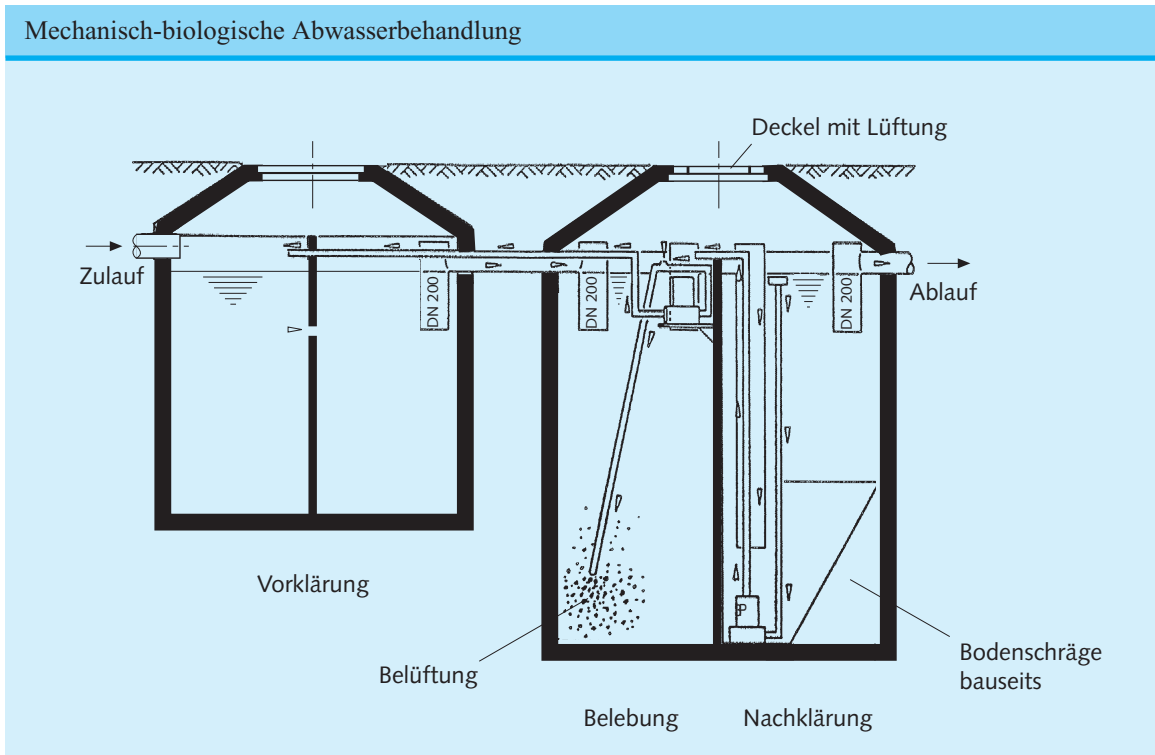 Mechanisch-biologische Abwasserbehandlung
Deckel mit Lüftung
Zulauf
DN 200
DN 200
DN 200
Ablauf
Vorklärung
P
Belüftung
Bodenschräge
bauseits
Belebung
Nachklärung